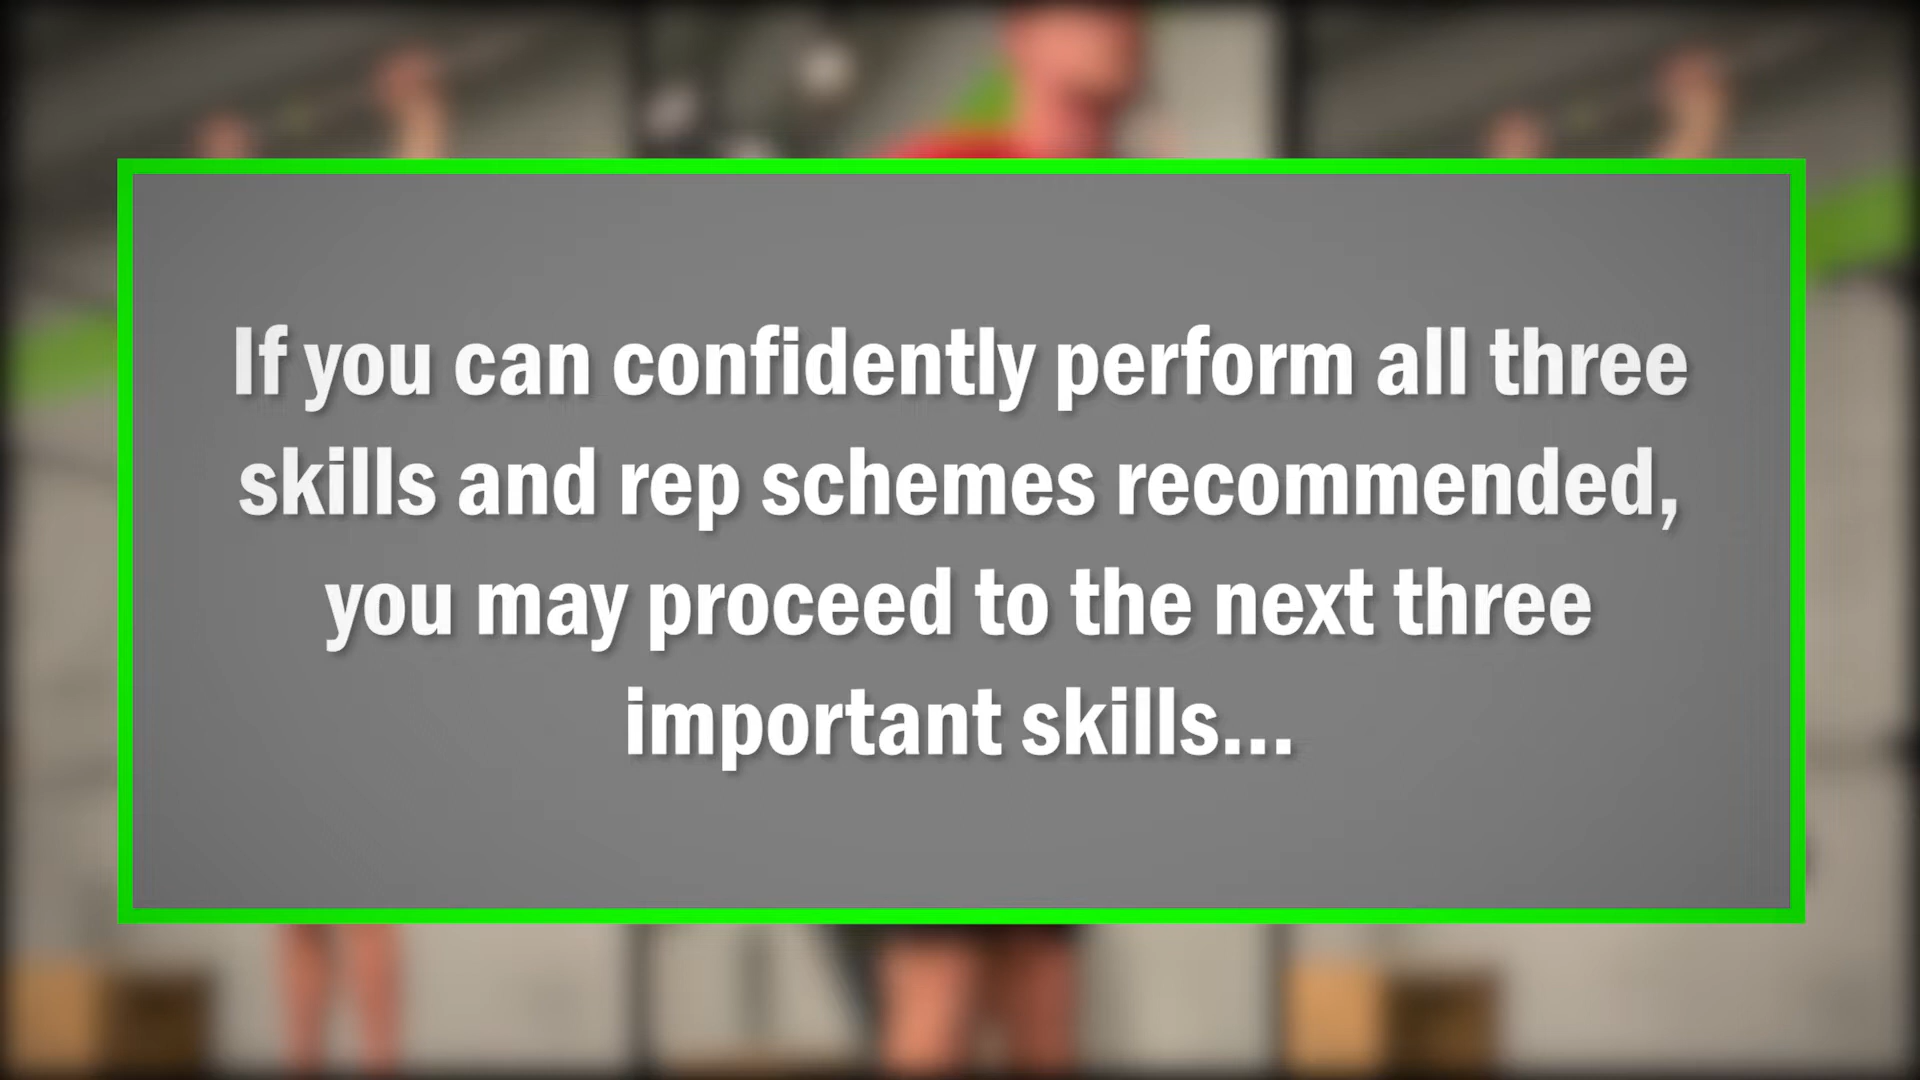 If you can confidently perform all three
skills and rep schemes recommended,
you may proceed to the next three
important skills...